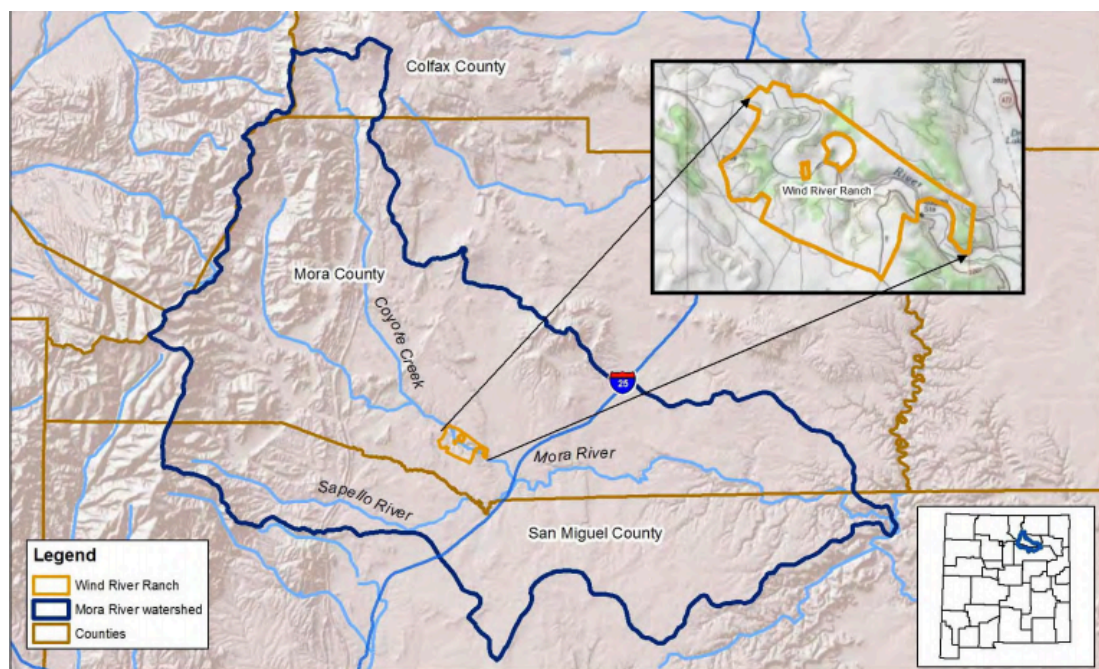 Colfax County
Mora County
Coyote Creek
Wind River Ranch
River
25
Mora River
Sapello River
San Miguel County
Legend
Wind River Ranch
Mora River watershed
Counties